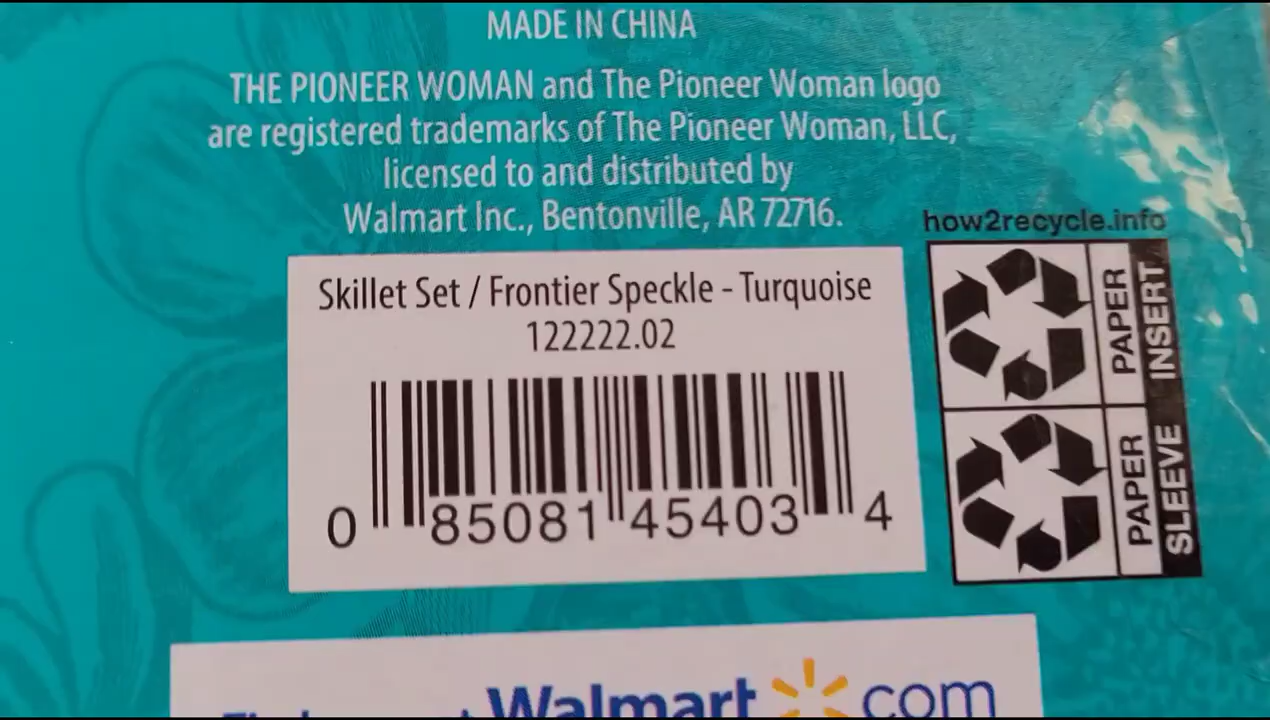 MADE IN CHINA
THE PIONEER WOMAN and The Pioneer Woman logo
are registered trademarks of The Pioneer Woman, LLC,
licensed to and distributed by
Walmart Inc., Bentonville, AR 72716.
how2recycle.info
Skillet Set / Frontier Speckle - Turquoise
122222.02
0 85081 45403 4
PAPER
INSERT
PAPER
SLEEVE
Walmart com